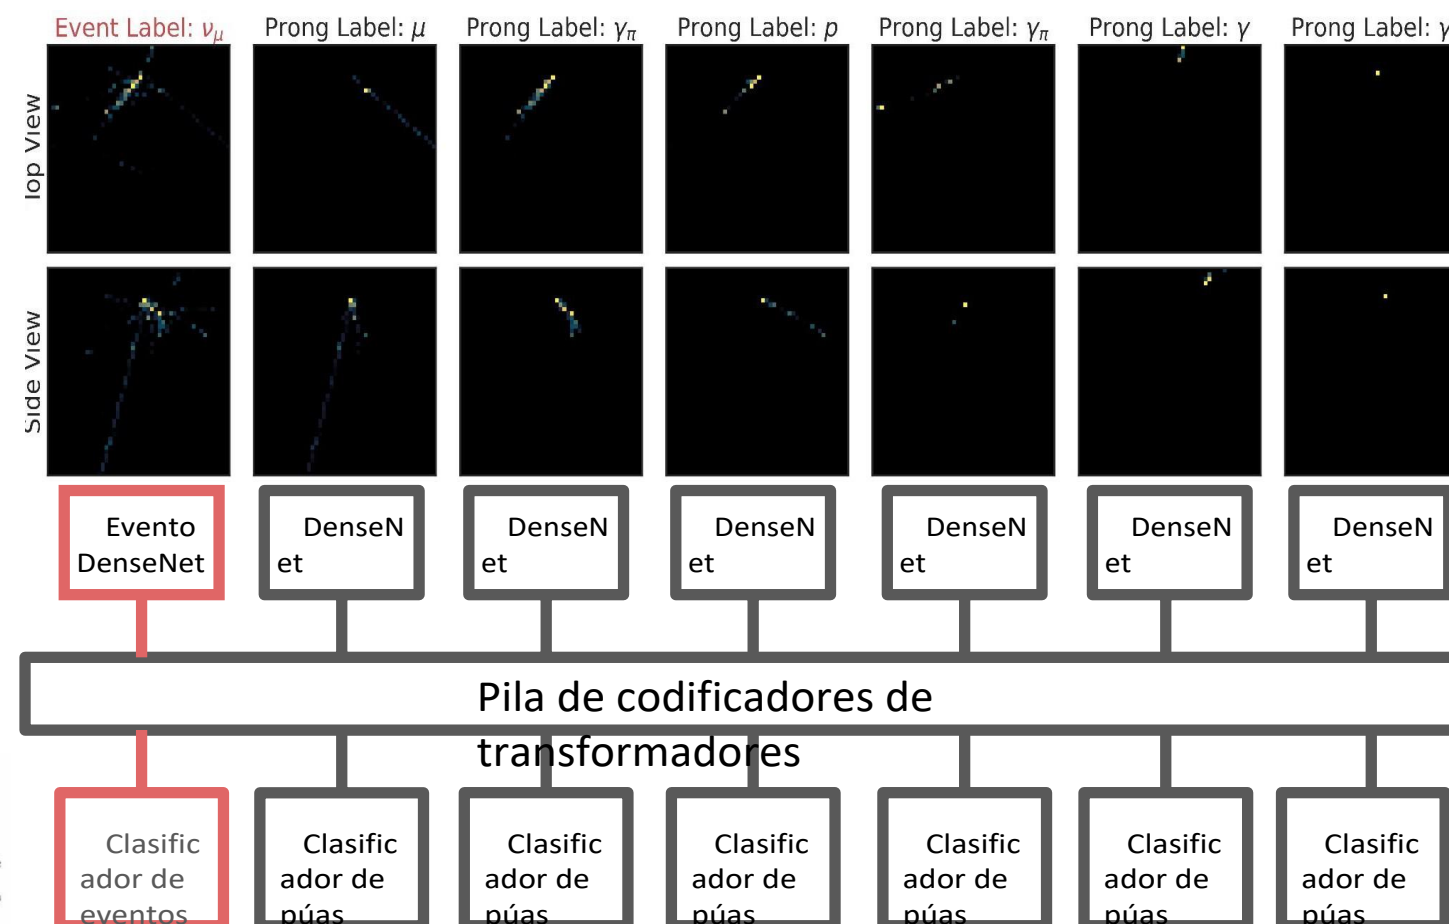 Event Label: νμ
Prong Label: μ
Prong Label: γπ
Prong Label: p
Prong Label: γπ
Prong Label: γ
Prong Label: γ
Top View
Side View
Evento
DenseNet
DenseN
et
DenseN
et
DenseN
et
DenseN
et
DenseN
et
DenseN
et
Pila de codificadores de
transformadores
Clasific
ador de
eventos
Clasific
ador de
púas
Clasific
ador de
púas
Clasific
ador de
púas
Clasific
ador de
púas
Clasific
ador de
púas
Clasific
ador de
púas